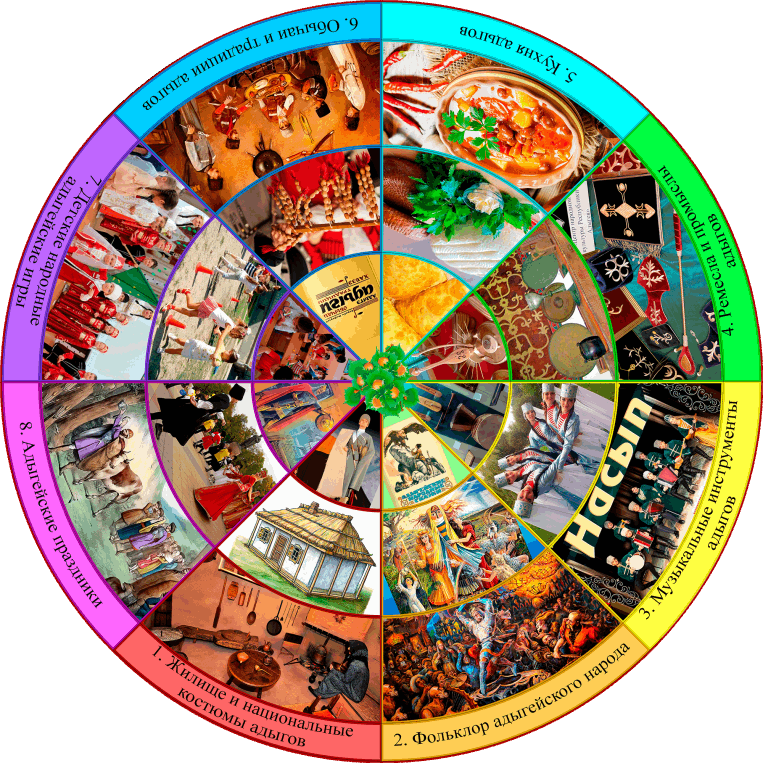 1. Жилище и национальные
костюмы адыгов
2. Фольклор адыгейского народа
3. Музыкальные инструменты
адыгов
4. Ремесла и промыслы
адыгов
5. Кухня адыгов
6. Обычаи и традиции адыгов
7. Детские народные
адыгейские игры
8. Адыгейские праздники
Насып
адыги